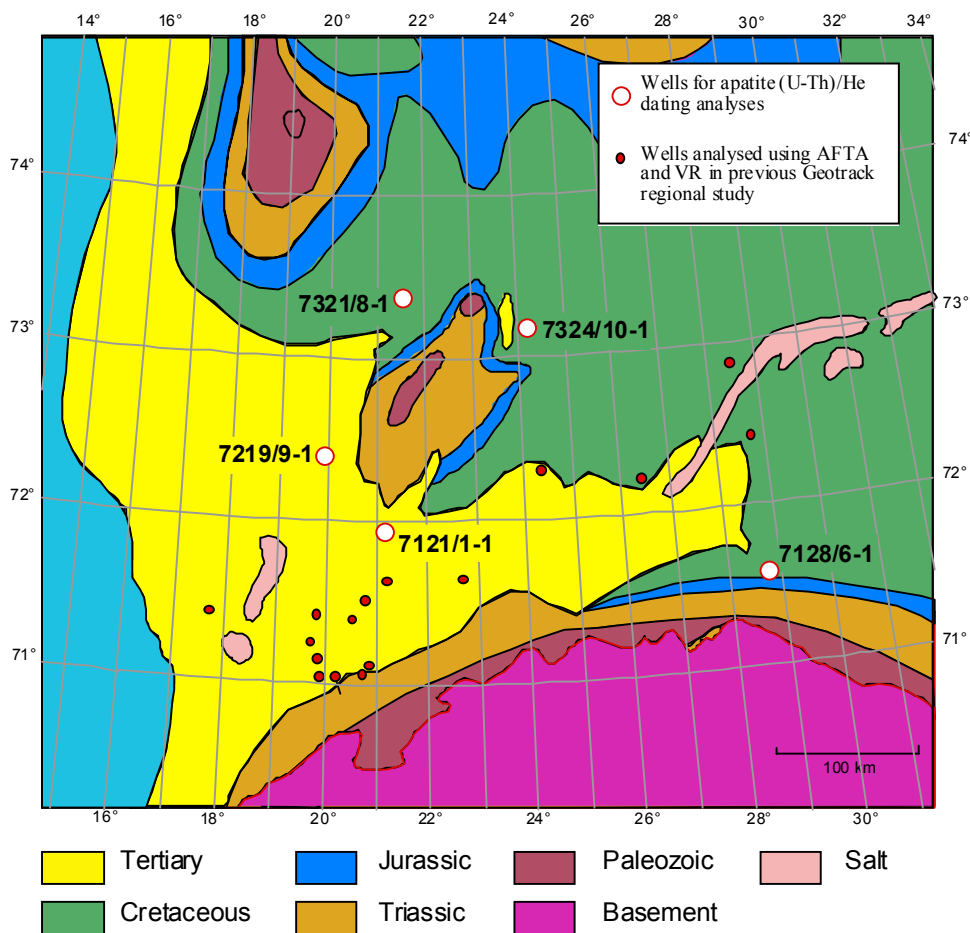 14° 16° 18° 20° 22° 24° 26° 28° 30° 32° 34°
Wells for apatite (U-Th)/He
dating analyses
Wells analysed using AFTA
and VR in previous Geotrack
regional study
74° 74°
7321/8-1
73° 73°
7324/10-1
7219/9-1
72° 72°
7121/1-1
7128/6-1
71° 71°
100 km
16° 18° 20° 22° 24° 26° 28° 30°
Tertiary Jurassic Paleozoic Salt
Cretaceous Triassic Basement